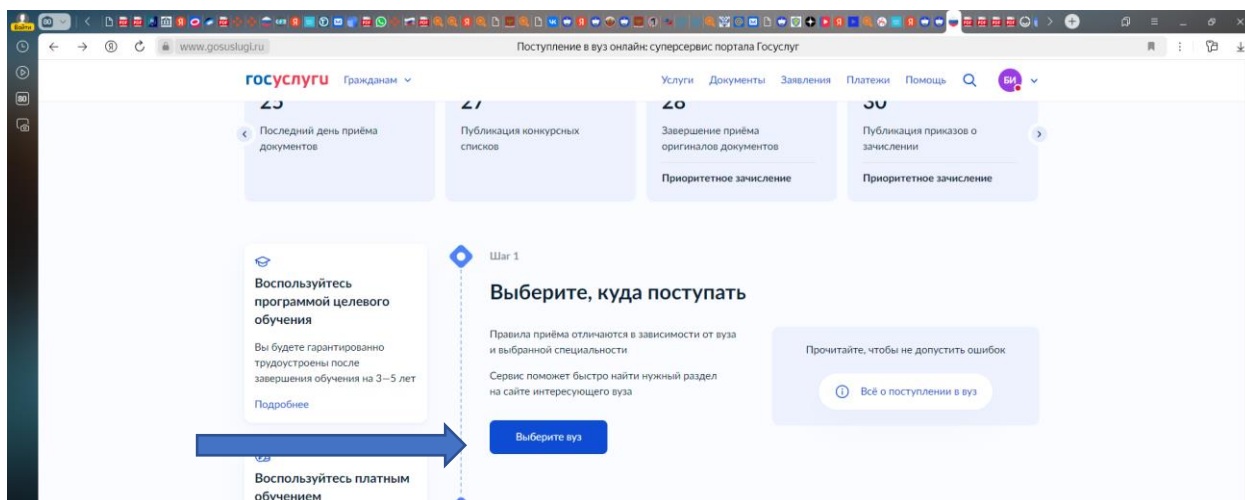 Войти
80
www.gosuslugi.ru
Поступление в вуз онлайн: суперсервис портала Госуслуг
госуслуги Гражданам
Услуги Документы Заявления Платежи Помощь БИ
80
25
Последний день приёма
документов
27
Публикация конкурсных
списков
28
Завершение приёма
оригиналов документов
Приоритетное зачисление
30
Публикация приказов о
зачислении
Приоритетное зачисление
Воспользуйтесь
программой целевого
обучения
Вы будете гарантированно
трудоустроены после
завершения обучения на 3—5 лет
Подробнее
Воспользуйтесь платным
обучением
Шаг 1
Выберите, куда поступать
Правила приёма отличаются в зависимости от вуза
и выбранной специальности
Сервис поможет быстро найти нужный раздел
на сайте интересующего вуза
Выберите вуз
Прочитайте, чтобы не допустить ошибок
Всё о поступлении в вуз